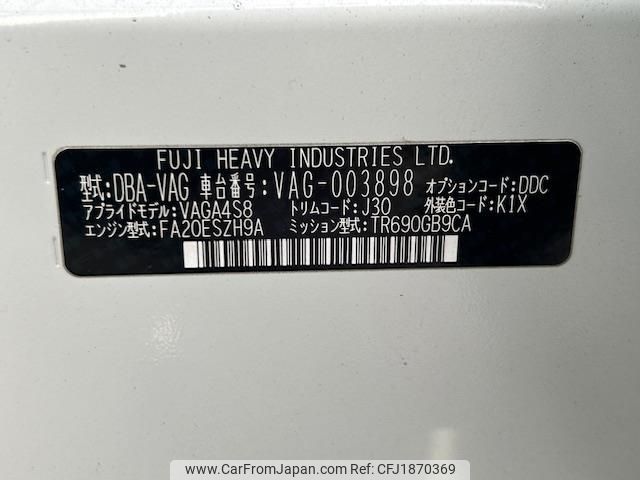 FUJI HEAVY INDUSTRIES LTD.
型式:DBA-VAG 車台番号:VAG-003898 オプションコード:DDC
アプライドモデル:VAGA4S8 トリムコード:J30 外装色コード:K1X
エンジン型式:FA20ESZH9A ミッション型式:TR690GB9CA
www.CarFromJapan.com - CFJ1870369